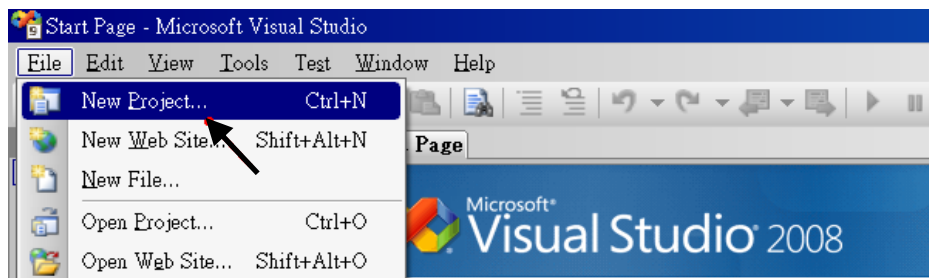 Start Page - Microsoft Visual Studio
File Edit View Tools Test Window Help
New Project... Ctrl+N
New Web Site... Shift+Alt+N
Page
New File...
Open Project... Ctrl+O
Open Web Site... Shift+Alt+O
Microsoft
Visual Studio 2008